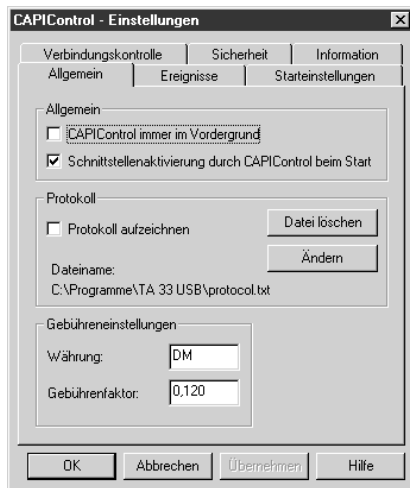 CAPIControl - Einstellungen
Verbindungskontrolle Sicherheit Information
Allgemein Ereignisse Starteinstellungen
Allgemein
CAPIControl immer im Vordergrund
Schnittstellenaktivierung durch CAPIControl beim Start
Protokoll
Protokoll aufzeichnen Datei löschen
Ändern
Dateiname:
C:\Programme\TA 33 USB\protocol.txt
Gebühreneinstellungen
Währung: DM
Gebührenfaktor: 0,120
OK Abbrechen Übernehmen Hilfe